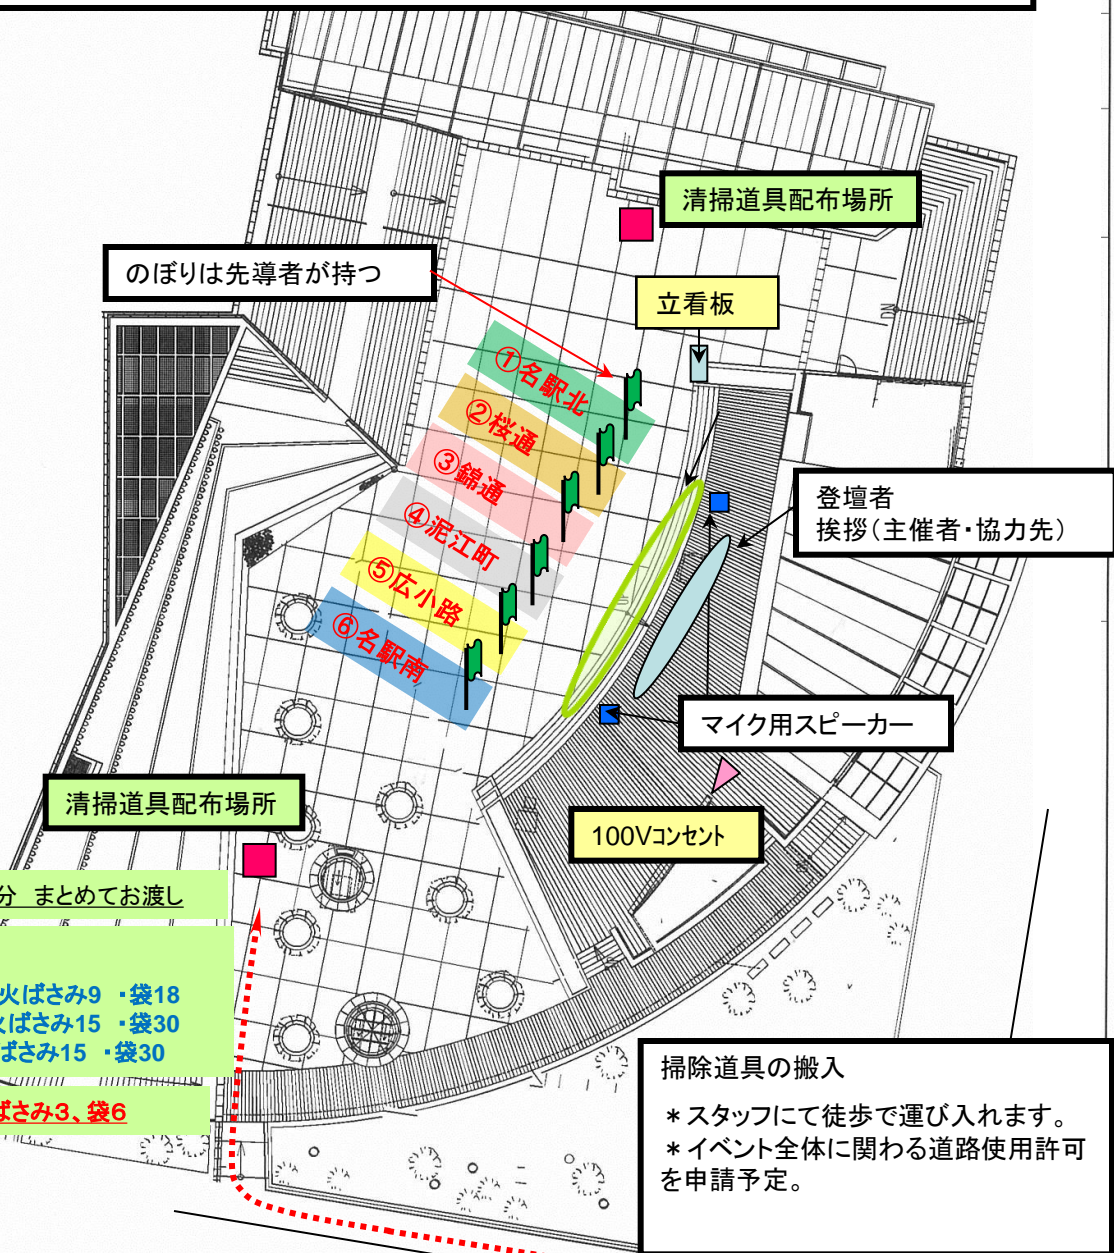 清掃道具配布場所
のぼりは先導者が持つ
立看板
①名駅北
②桜通
③錦通
④泥江町
⑤広小路
⑥名駅南
登壇者
挨拶(主催者・協力先)
マイク用スピーカー
清掃道具配布場所
100Vコンセント
分 まとめてお渡し
火ばさみ9 ・袋18
火ばさみ15 ・袋30
ばさみ15 ・袋30
ばさみ3、袋6
掃除道具の搬入
＊スタッフにて徒歩で運び入れます。
＊イベント全体に関わる道路使用許可
を申請予定。